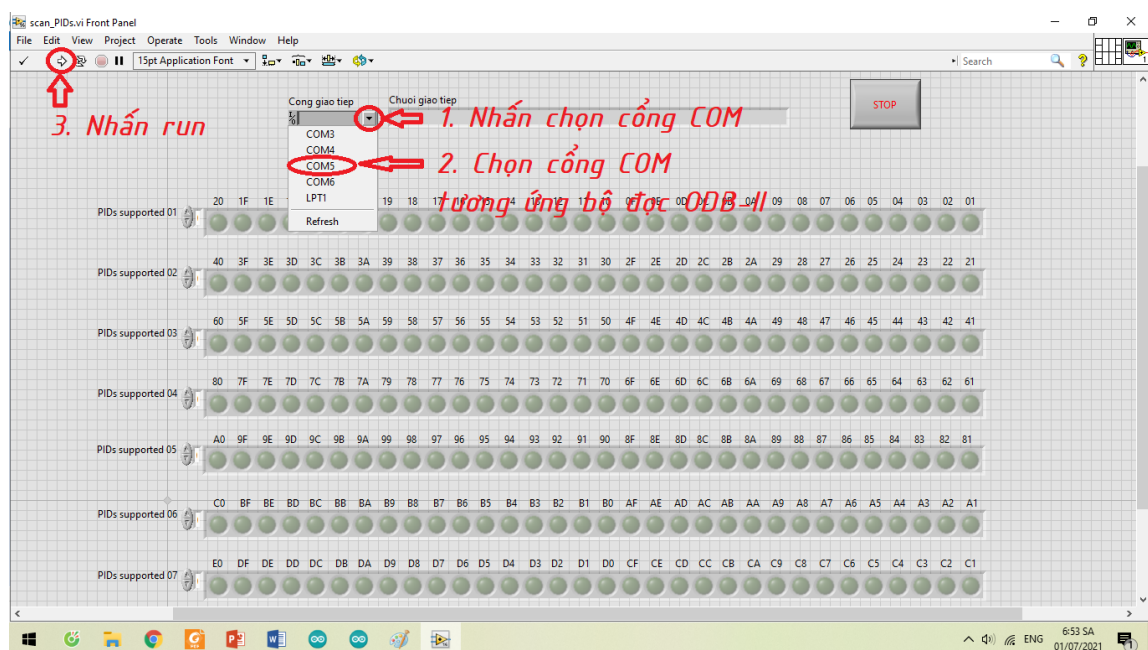 scan_PIDs.vi Front Panel
File Edit View Project Operate Tools Window Help
15pt Application Font
Search
1
3. Nhấn run
Cong giao tiep
Chuoi giao tiep
STOP
1. Nhấn chọn cổng COM
COM3
COM4
COM5
COM6
LPT1
Refresh
2. Chọn cổng COM
tương ứng bộ đọc ODB-II
20 1F 1E 19 18 17 09 08 07 06 05 04 03 02 01
PIDs supported 01
40 3F 3E 3D 3C 3B 3A 39 38 37 36 35 34 33 32 31 30 2F 2E 2D 2C 2B 2A 29 28 27 26 25 24 23 22 21
PIDs supported 02
60 5F 5E 5D 5C 5B 5A 59 58 57 56 55 54 53 52 51 50 4F 4E 4D 4C 4B 4A 49 48 47 46 45 44 43 42 41
PIDs supported 03
80 7F 7E 7D 7C 7B 7A 79 78 77 76 75 74 73 72 71 70 6F 6E 6D 6C 6B 6A 69 68 67 66 65 64 63 62 61
PIDs supported 04
A0 9F 9E 9D 9C 9B 9A 99 98 97 96 95 94 93 92 91 90 8F 8E 8D 8C 8B 8A 89 88 87 86 85 84 83 82 81
PIDs supported 05
C0 BF BE BD BC BB BA B9 B8 B7 B6 B5 B4 B3 B2 B1 B0 AF AE AD AC AB AA A9 A8 A7 A6 A5 A4 A3 A2 A1
PIDs supported 06
E0 DF DE DD DC DB DA D9 D8 D7 D6 D5 D4 D3 D2 D1 D0 CF CE CD CC CB CA C9 C8 C7 C6 C5 C4 C3 C2 C1
PIDs supported 07
ENG
6:53 SA
01/07/2021